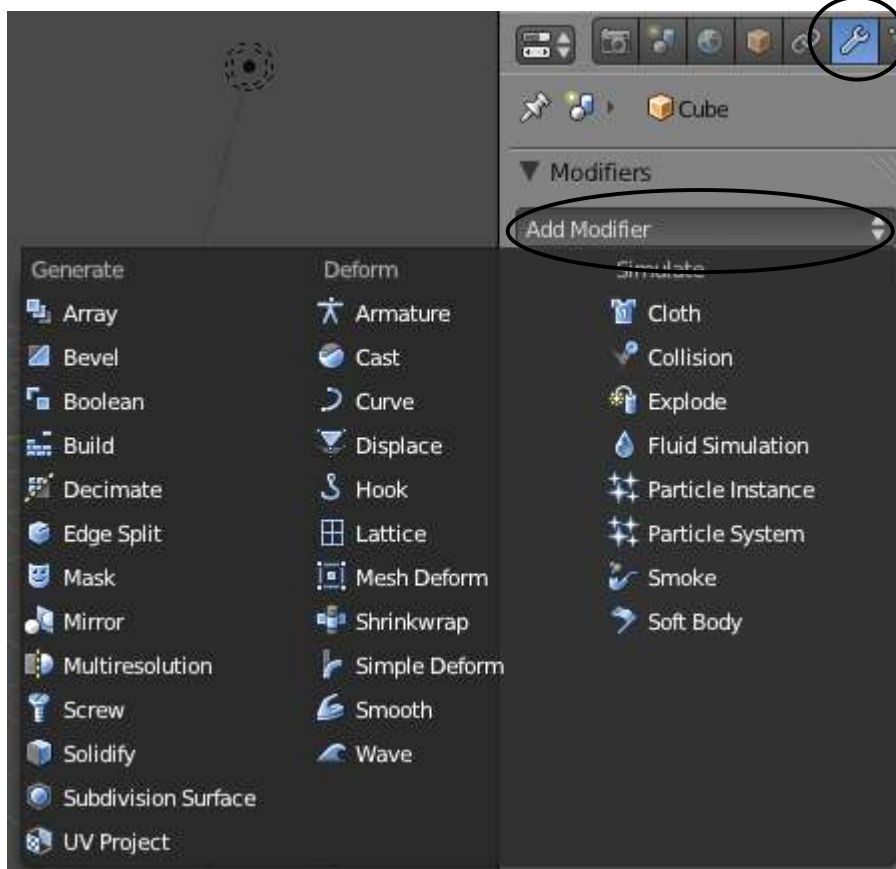 Cube
Modifiers
Add Modifier
Generate
Array
Bevel
Boolean
Build
Decimate
Edge Split
Mask
Mirror
Multiresolution
Screw
Solidify
Subdivision Surface
UV Project
Deform
Armature
Cast
Curve
Displace
Hook
Lattice
Mesh Deform
Shrinkwrap
Simple Deform
Smooth
Wave
Simulate
Cloth
Collision
Explode
Fluid Simulation
Particle Instance
Particle System
Smoke
Soft Body